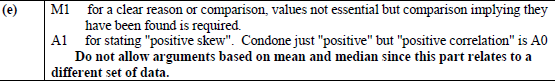 (e) M1 for a clear reason or comparison, values not essential but comparison implying they
have been found is required.
A1 for stating "positive skew". Condone just "positive" but "positive correlation" is A0
Do not allow arguments based on mean and median since this part relates to a
different set of data.